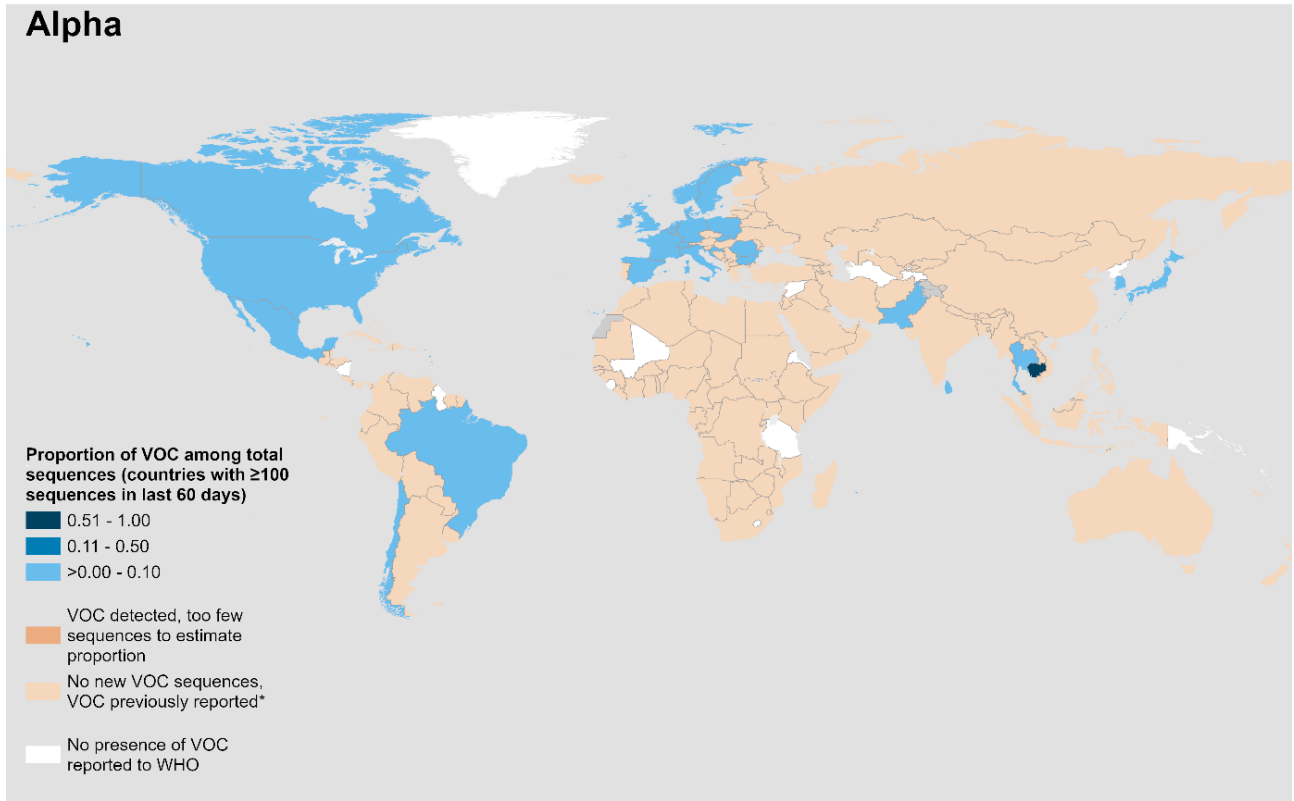 Alpha
Proportion of VOC among total
sequences (countries with ≥100
sequences in last 60 days)
0.51 - 1.00
0.11 - 0.50
>0.00 - 0.10
VOC detected, too few
sequences to estimate
proportion
No new VOC sequences,
VOC previously reported*
No presence of VOC
reported to WHO